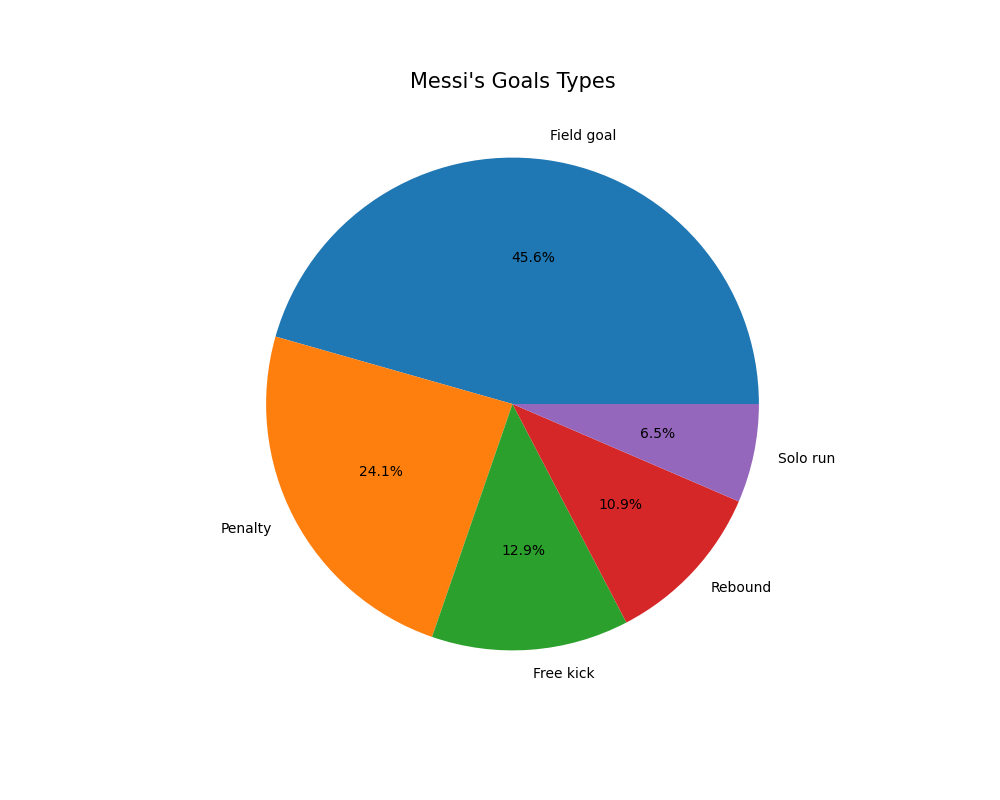 Messi's Goals Types
Field goal
45.6%
6.5%
Solo run
24.1%
10.9%
Penalty
12.9%
Rebound
Free kick